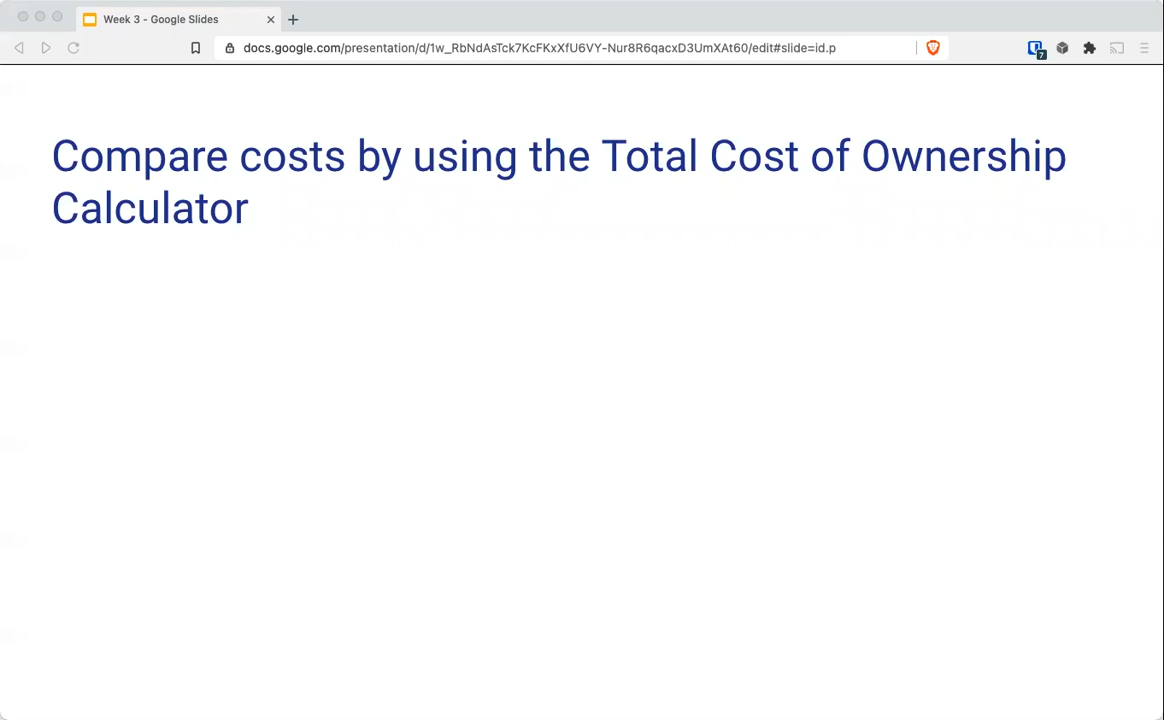 Week 3 - Google Slides
docs.google.com/presentation/d/1w_RbNdAsTck7KcFKxXfU6VY-Nur8R6qacxD3UmXAt60/edit#slide=id.p
7
Compare costs by using the Total Cost of Ownership
Calculator